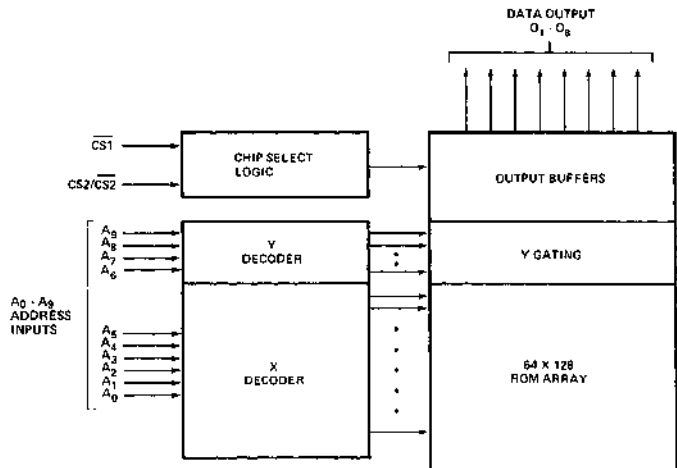 DATA OUTPUT
O1 - O8
CS1
CS2/CS2
CHIP SELECT
LOGIC
OUTPUT BUFFERS
A9
A8
A7
A6
Y
DECODER
Y GATING
A0 - A9
ADDRESS
INPUTS
A5
A4
A3
A2
A1
A0
X
DECODER
64 X 128
ROM ARRAY